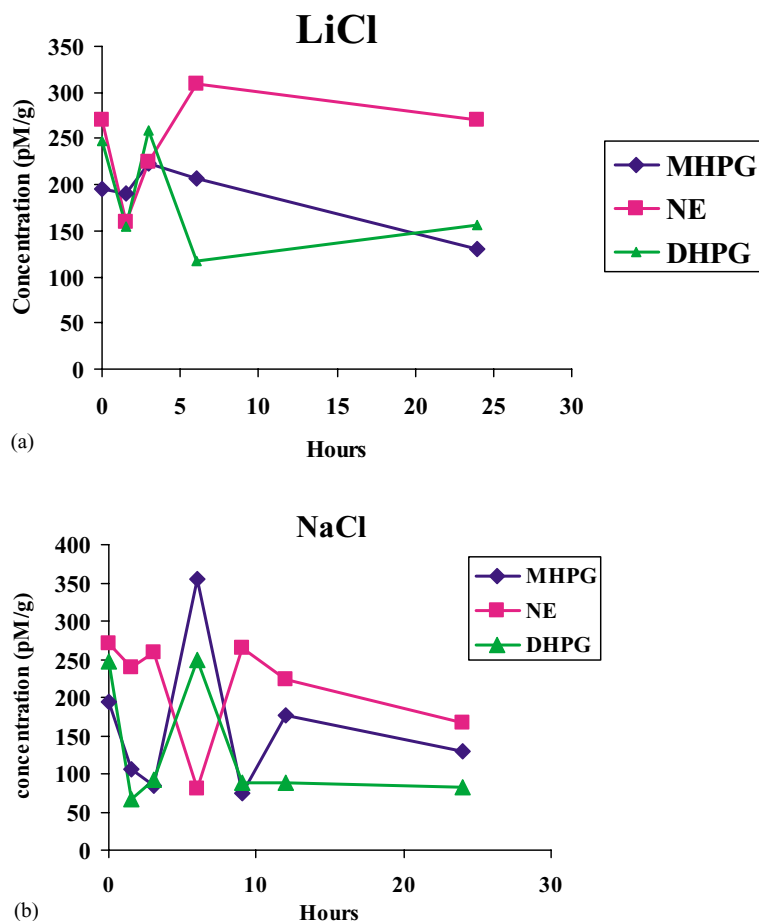 LiCl
Concentration (pM/g)
350
300
250
200
150
100
50
0
0 5 10 15 20 25 30
Hours
MHPG
NE
DHPG
(a)
NaCl
concentration (pM/g)
400
350
300
250
200
150
100
50
0
0 10 20 30
Hours
MHPG
NE
DHPG
(b)